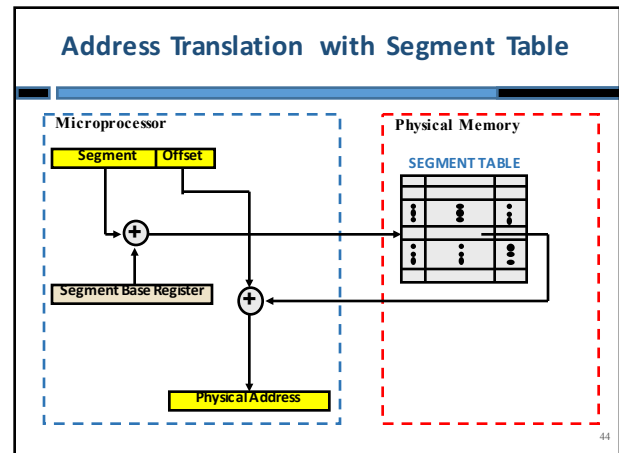 Address Translation with Segment Table
Microprocessor
Physical Memory
Segment
Offset
SEGMENT TABLE
+
Segment Base Register
+
Physical Address
44